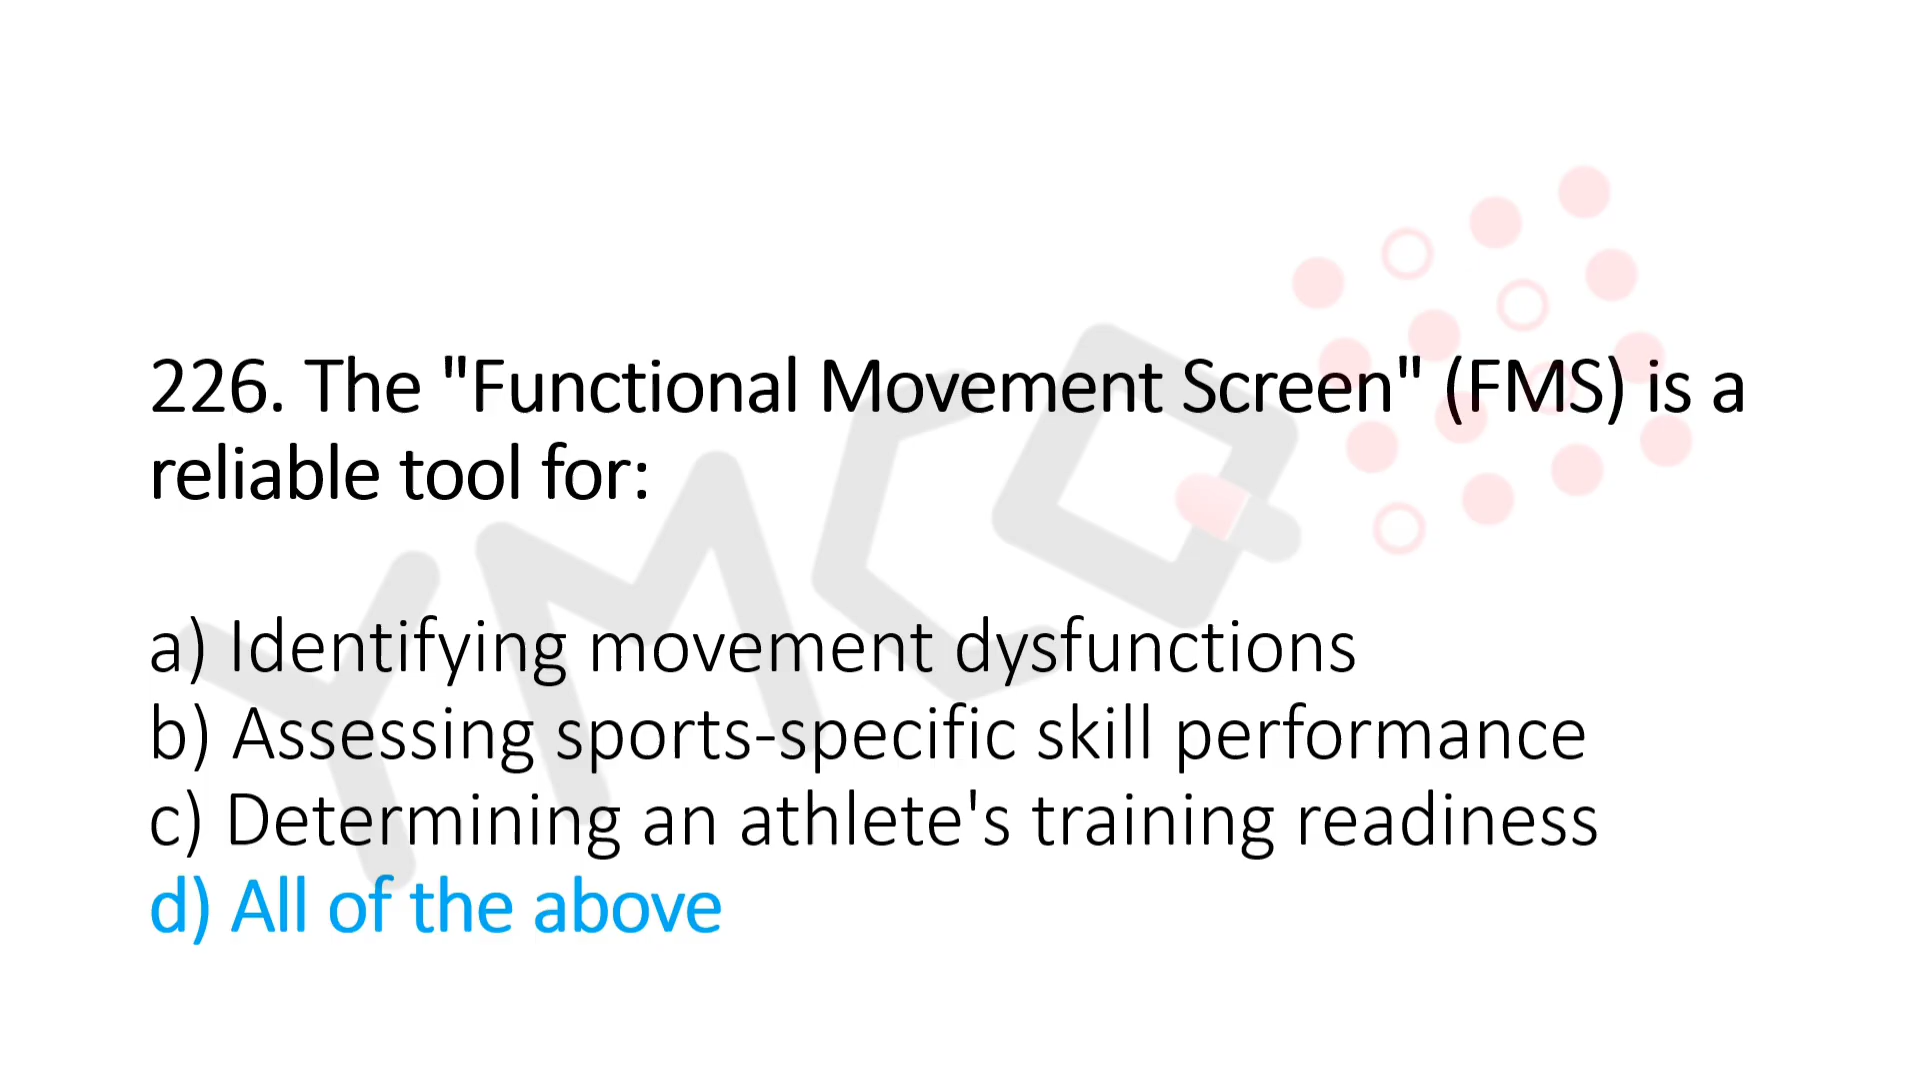 226. The "Functional Movement Screen" (FMS) is a
reliable tool for:
a) Identifying movement dysfunctions
b) Assessing sports-specific skill performance
c) Determining an athlete's training readiness
d) All of the above
YMCQ